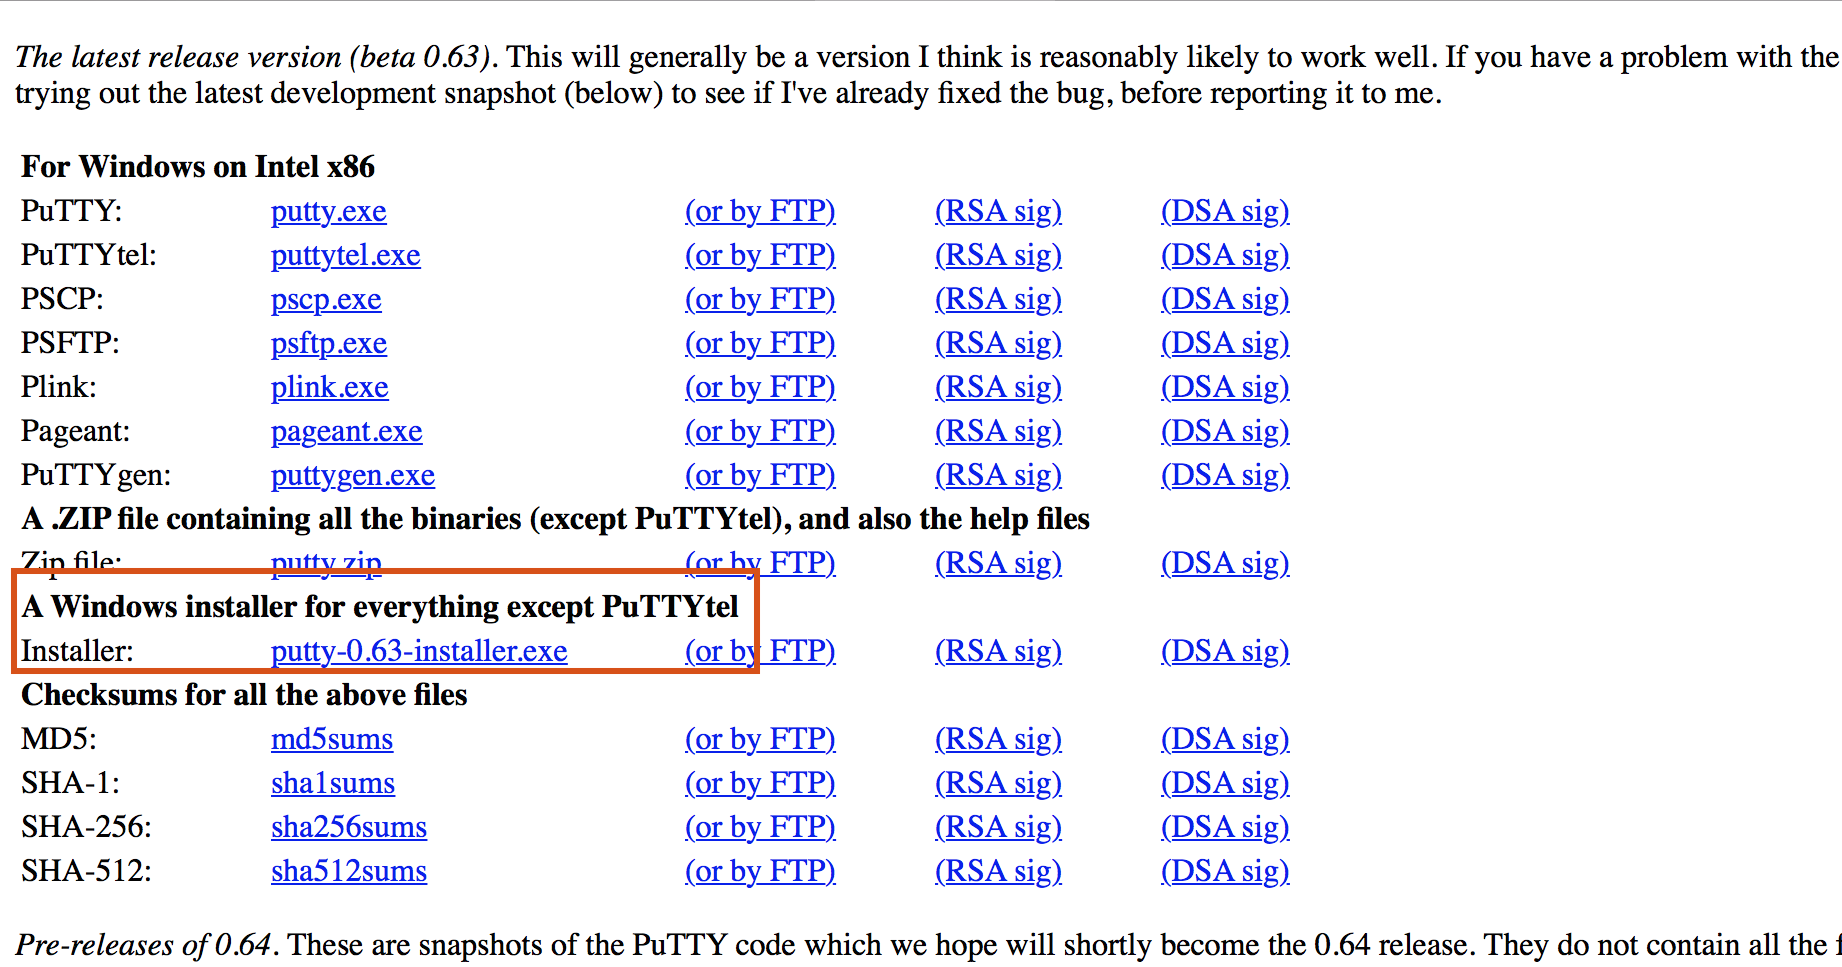 The latest release version (beta 0.63). This will generally be a version I think is reasonably likely to work well. If you have a problem with the
trying out the latest development snapshot (below) to see if I've already fixed the bug, before reporting it to me.
For Windows on Intel x86
PuTTY: putty.exe (or by FTP) (RSA sig) (DSA sig)
PuTTYtel: puttytel.exe (or by FTP) (RSA sig) (DSA sig)
PSCP: pscp.exe (or by FTP) (RSA sig) (DSA sig)
PSFTP: psftp.exe (or by FTP) (RSA sig) (DSA sig)
Plink: plink.exe (or by FTP) (RSA sig) (DSA sig)
Pageant: pageant.exe (or by FTP) (RSA sig) (DSA sig)
PuTTYgen: puttygen.exe (or by FTP) (RSA sig) (DSA sig)
A .ZIP file containing all the binaries (except PuTTYtel), and also the help files
Zip file: putty.zip (or by FTP) (RSA sig) (DSA sig)
A Windows installer for everything except PuTTYtel
Installer: putty-0.63-installer.exe (or by FTP) (RSA sig) (DSA sig)
Checksums for all the above files
MD5: md5sums (or by FTP) (RSA sig) (DSA sig)
SHA-1: sha1sums (or by FTP) (RSA sig) (DSA sig)
SHA-256: sha256sums (or by FTP) (RSA sig) (DSA sig)
SHA-512: sha512sums (or by FTP) (RSA sig) (DSA sig)
Pre-releases of 0.64. These are snapshots of the PuTTY code which we hope will shortly become the 0.64 release. They do not contain all the